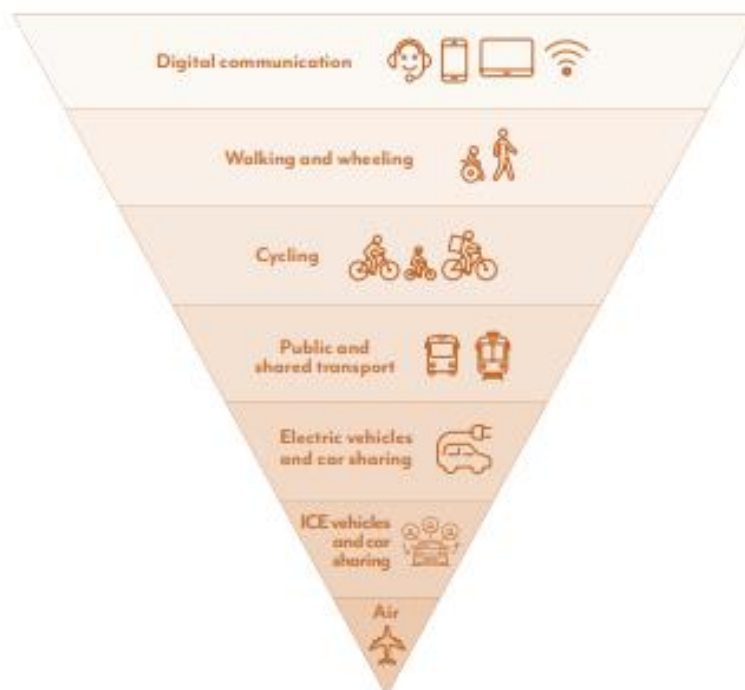 Digital communication
Walking and wheeling
Cycling
Public and
shared transport
Electric vehicles
and car sharing
ICE vehicles
and car
sharing
Air